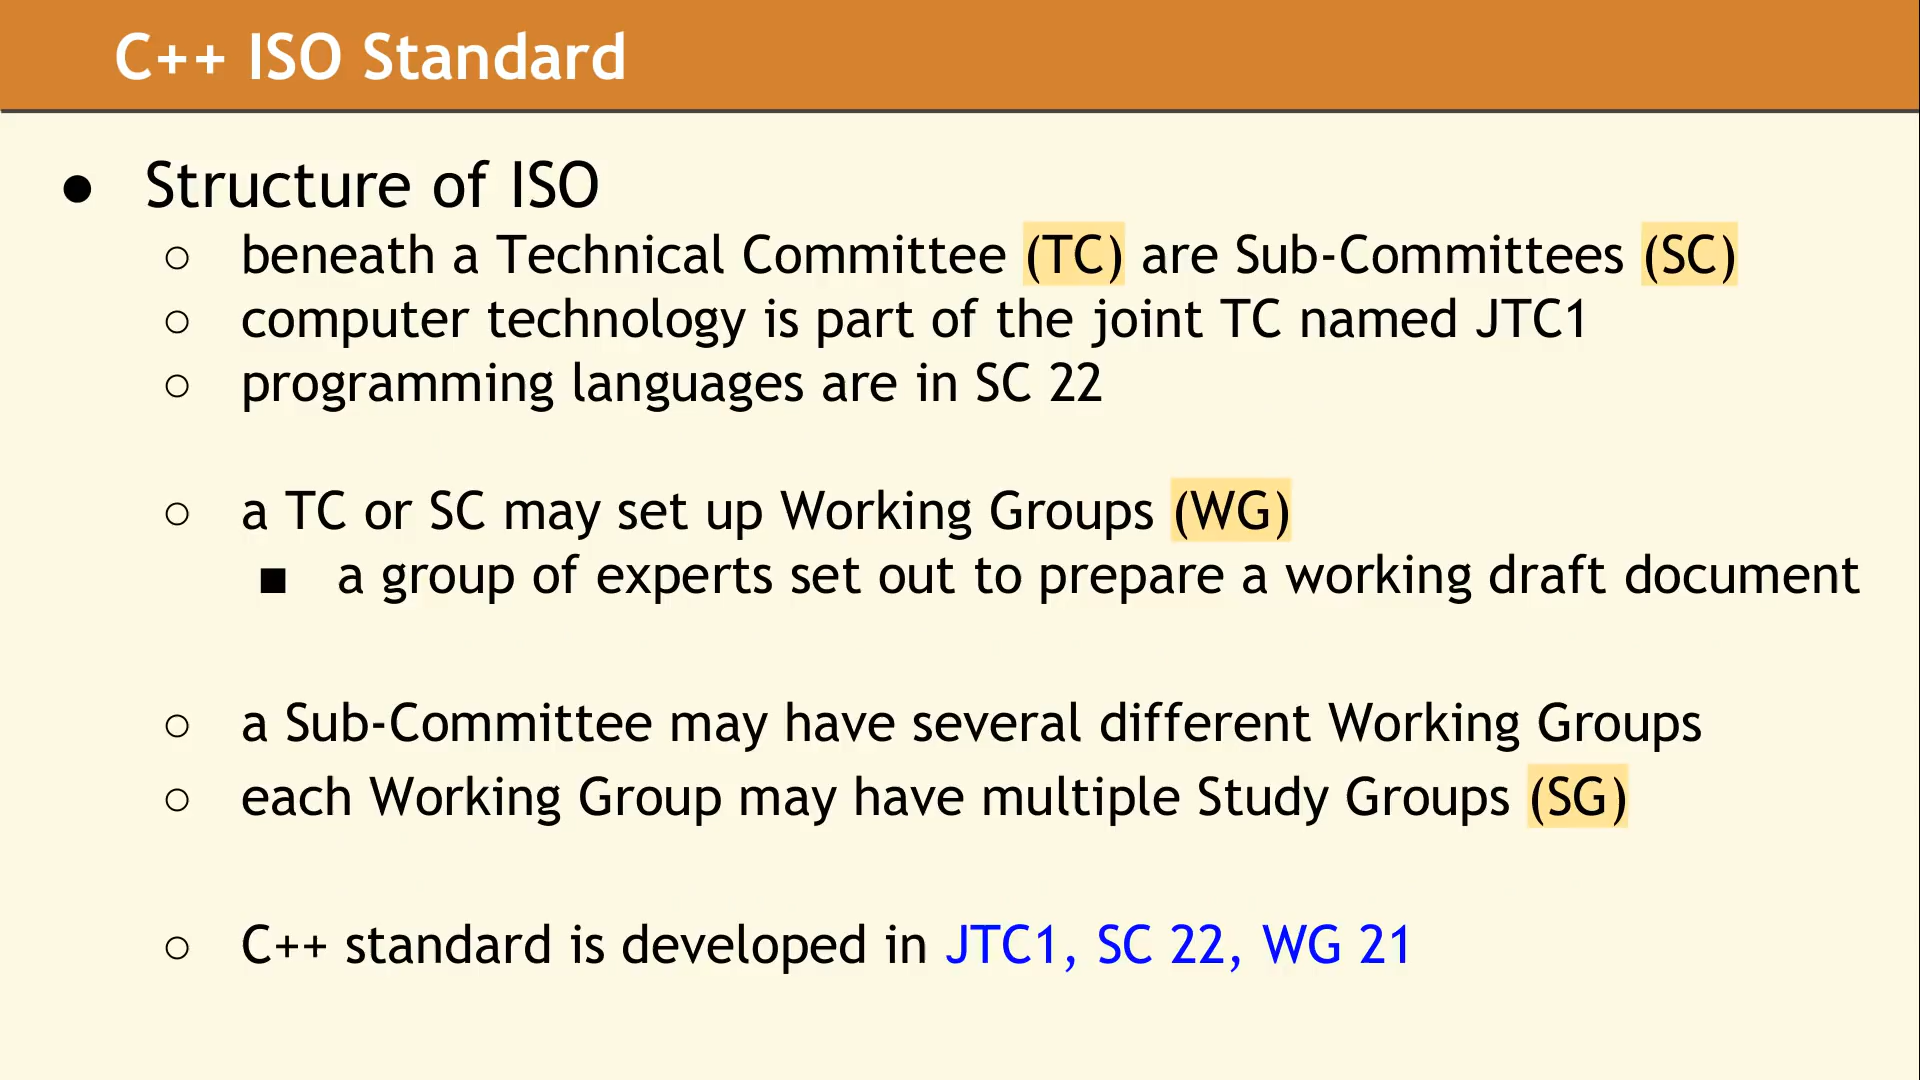 C++ ISO Standard
● Structure of ISO
○ beneath a Technical Committee (TC) are Sub-Committees (SC)
○ computer technology is part of the joint TC named JTC1
○ programming languages are in SC 22
○ a TC or SC may set up Working Groups (WG)
■ a group of experts set out to prepare a working draft document
○ a Sub-Committee may have several different Working Groups
○ each Working Group may have multiple Study Groups (SG)
○ C++ standard is developed in JTC1, SC 22, WG 21